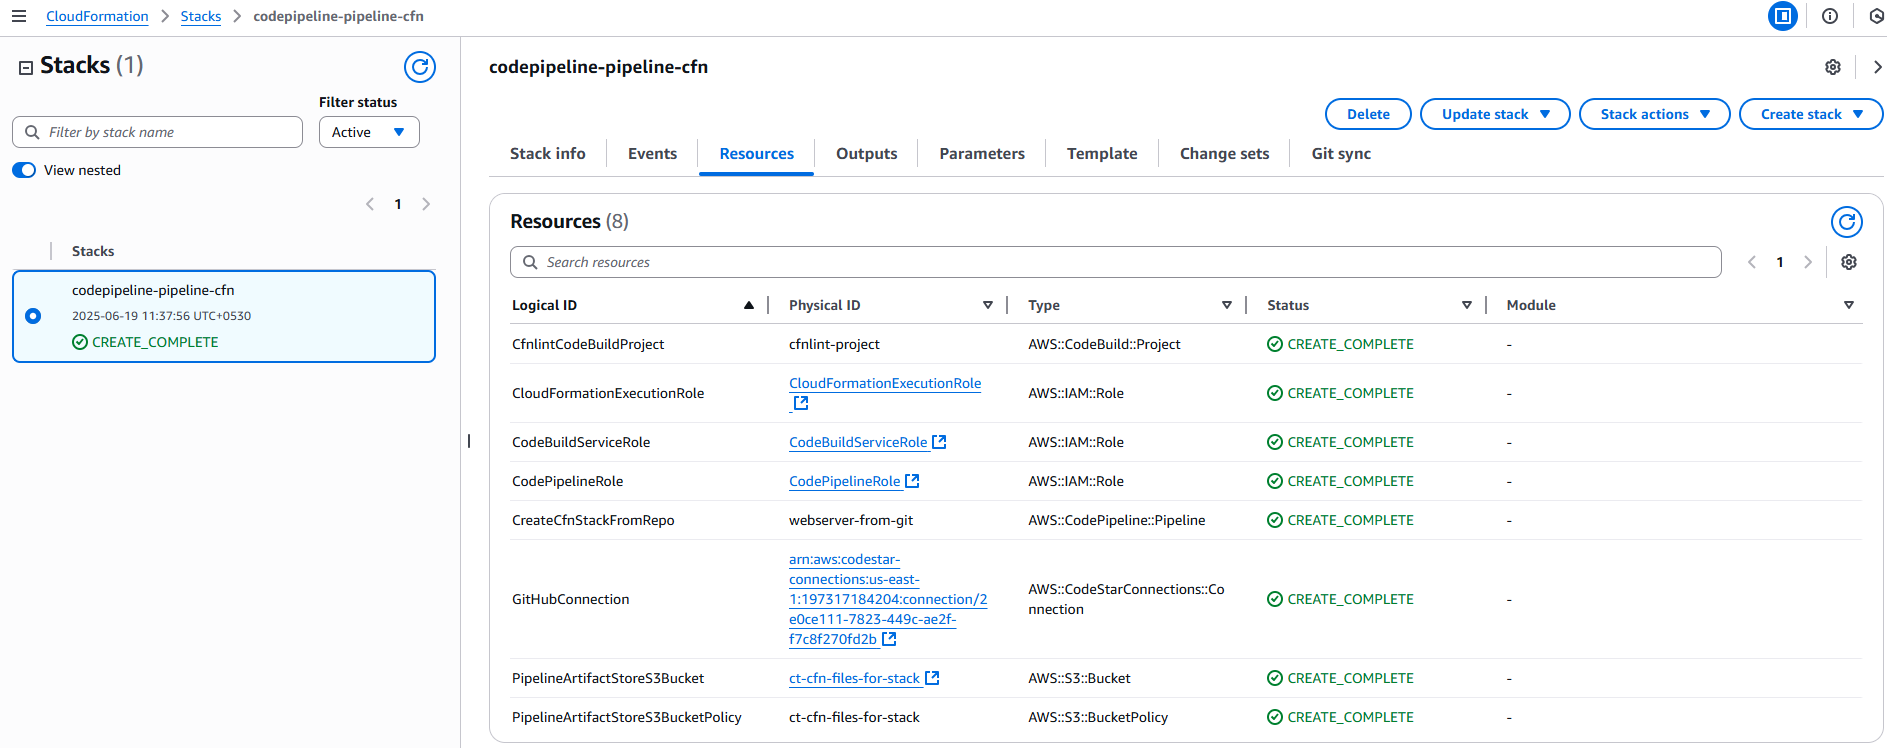 CloudFormation > Stacks > codepipeline-pipeline-cfn
Stacks (1)
Filter status
Filter by stack name
Active
View nested
1
Stacks
codepipeline-pipeline-cfn
2025-06-19 11:37:56 UTC+0530
CREATE_COMPLETE
codepipeline-pipeline-cfn
Delete Update stack Stack actions Create stack
Stack info Events Resources Outputs Parameters Template Change sets Git sync
Resources (8)
Search resources
1
Logical ID Physical ID Type Status Module
CfnlintCodeBuildProject cfnlint-project AWS::CodeBuild::Project CREATE_COMPLETE -
CloudFormationExecutionRole CloudFormationExecutionRole AWS::IAM::Role CREATE_COMPLETE -
CodeBuildServiceRole CodeBuildServiceRole AWS::IAM::Role CREATE_COMPLETE -
CodePipelineRole CodePipelineRole AWS::IAM::Role CREATE_COMPLETE -
CreateCfnStackFromRepo webserver-from-git AWS::CodePipeline::Pipeline CREATE_COMPLETE -
GitHubConnection
arn:aws:codestar-
connections:us-east-
1:197317184204:connection/2
e0ce111-7823-449c-ae2f-
f7c8f270fd2b
AWS::CodeStarConnections::Co
nnection
CREATE_COMPLETE -
PipelineArtifactStoreS3Bucket ct-cfn-files-for-stack AWS::S3::Bucket CREATE_COMPLETE -
PipelineArtifactStoreS3BucketPolicy ct-cfn-files-for-stack AWS::S3::BucketPolicy CREATE_COMPLETE -